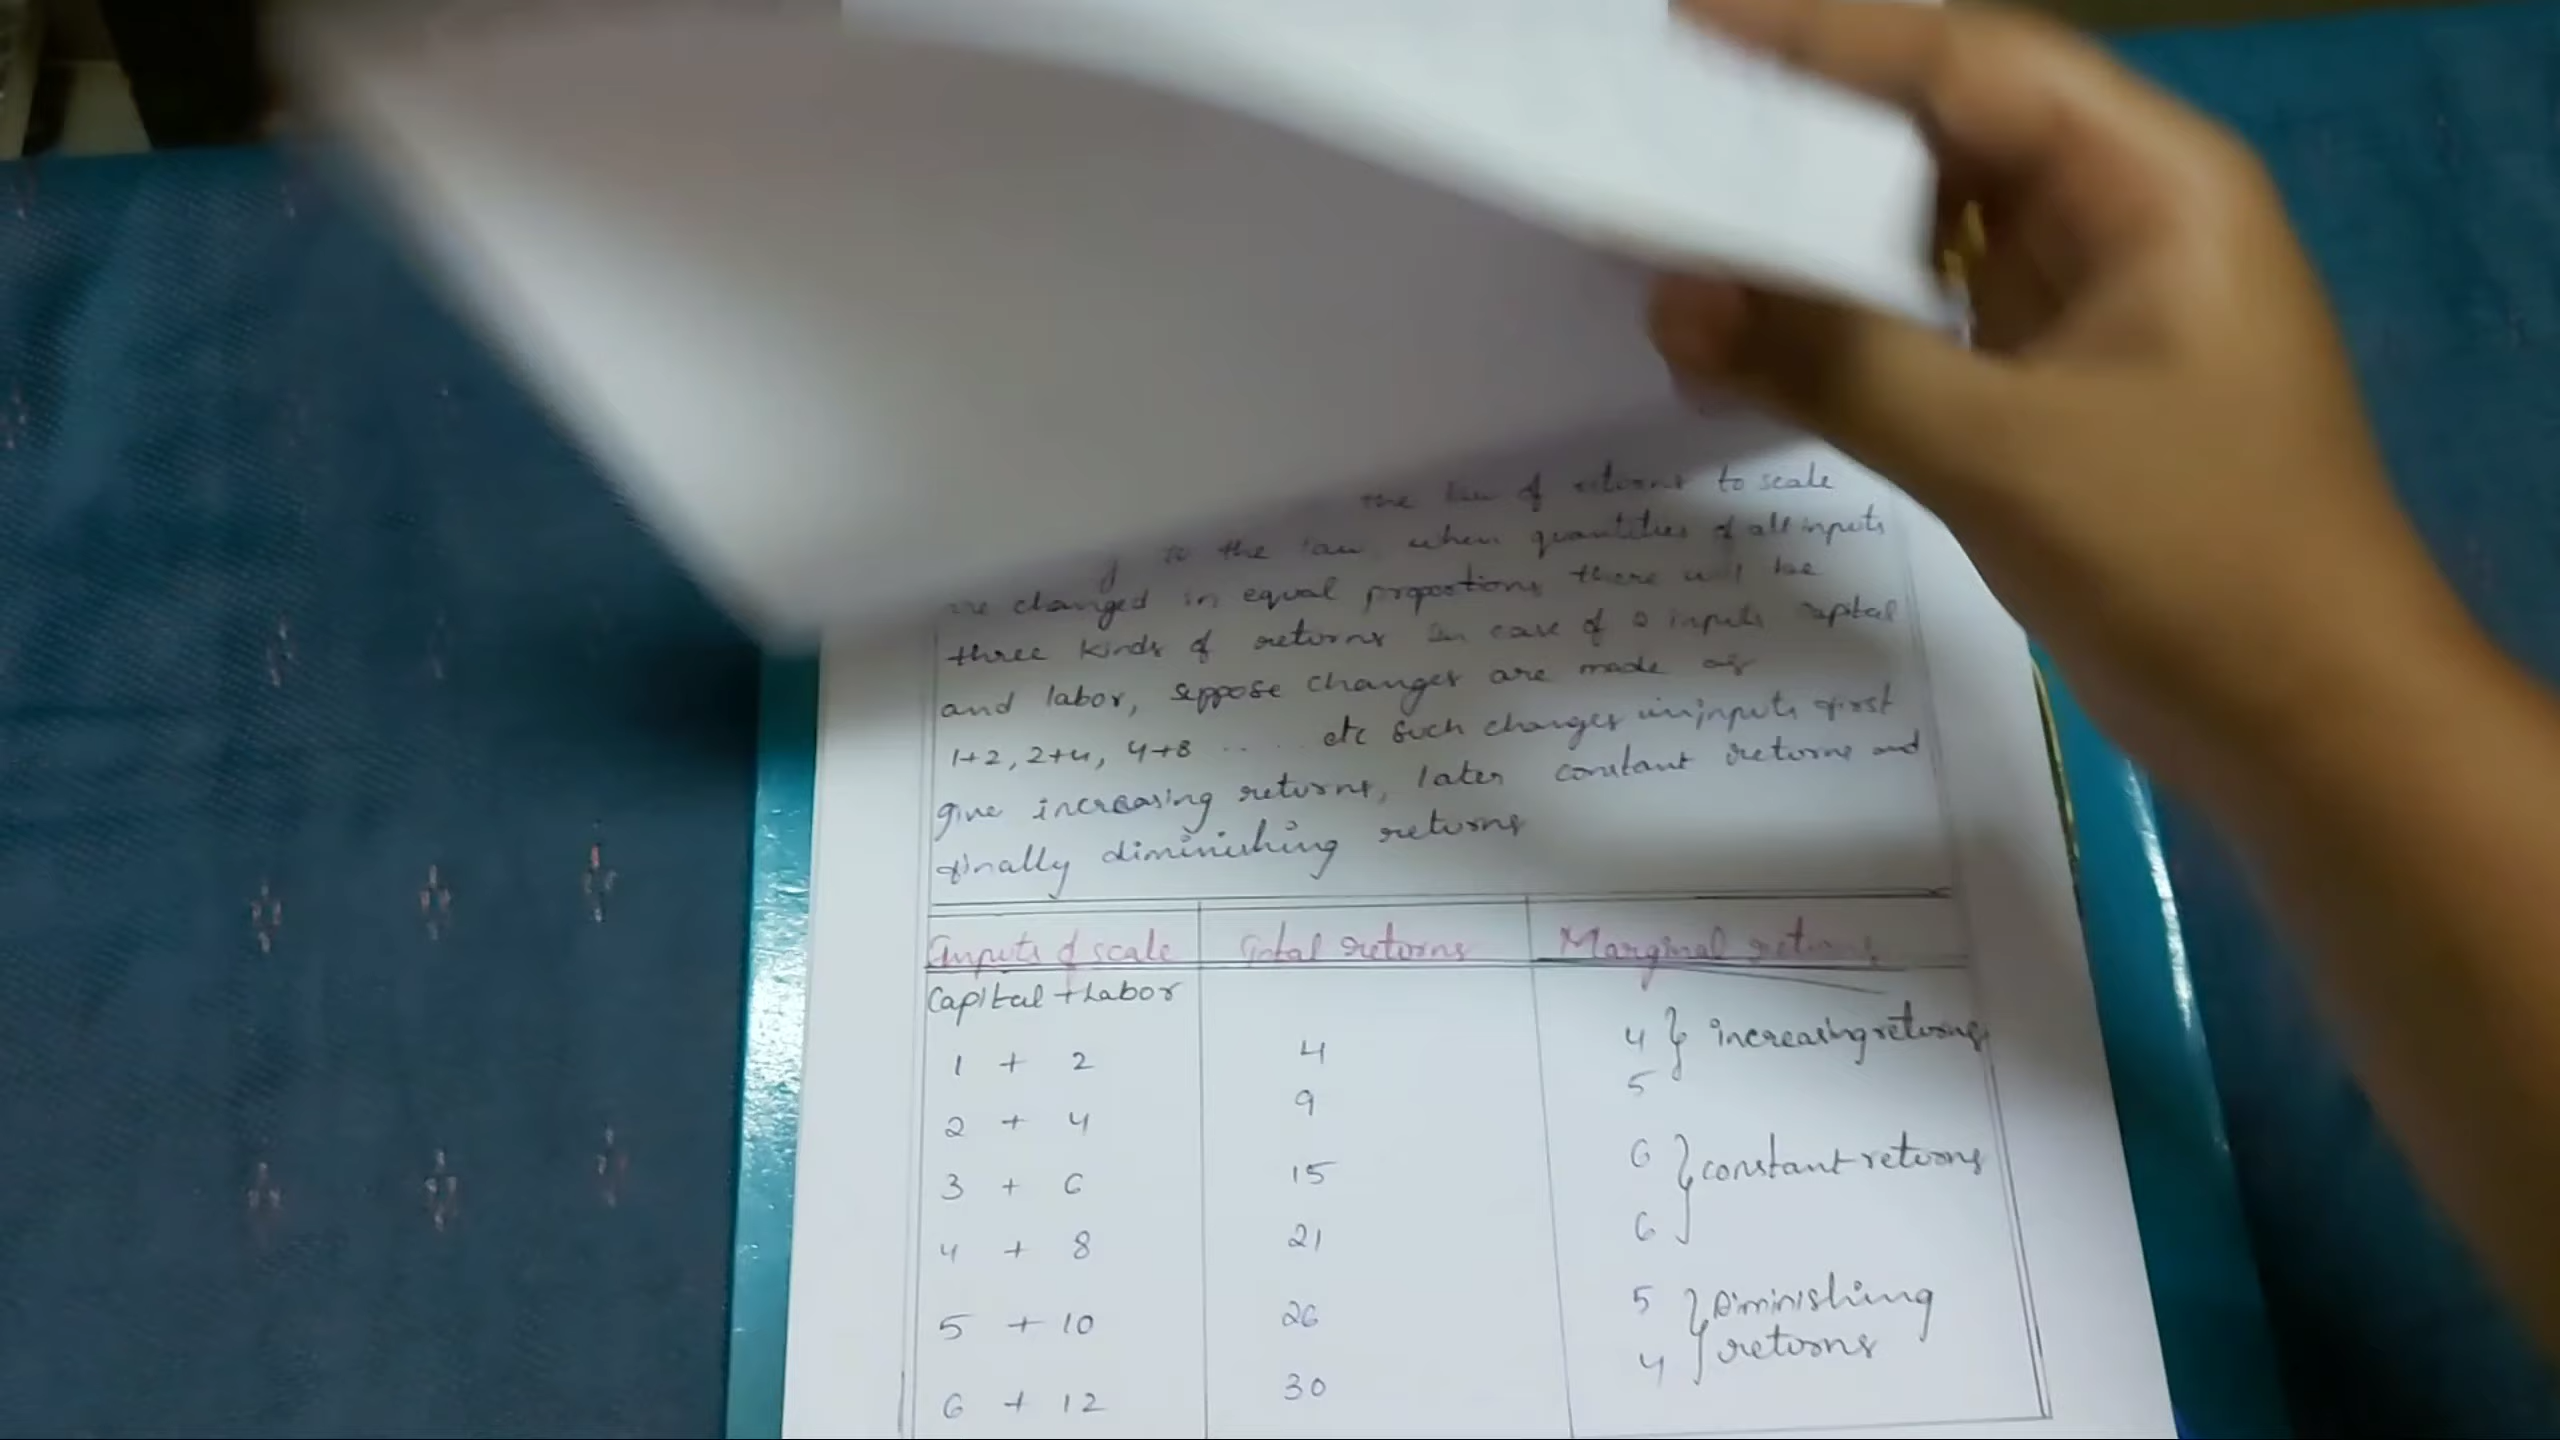 the law of returns to scale
to the law when quantities of all inputs
are changed in equal proportions there will be
three kinds of returns in case of 2 inputs capital
and labor, seppose changes are made as
1+2, 2+4, 4+8 ..... etc Such changes in inputs first
give increasing returns, later constant returns and
finally diminishing returns
Inputs of scale Total returns Marginal returns
Capital + Labor
1 + 2 4 4 } increasing returns
2 + 4 9 5
3 + 6 15 6 } constant returns
4 + 8 21 6
5 + 10 26 5 } Diminishing
6 + 12 30 4 returns